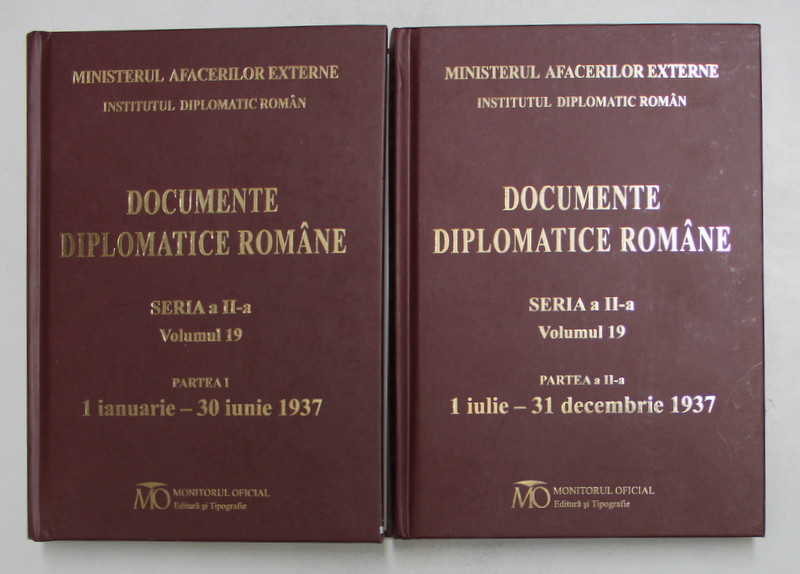 MINISTERUL AFACERILOR EXTERNE
INSTITUTUL DIPLOMATIC ROMÂN
DOCUMENTE
DIPLOMATICE ROMÂNE
SERIA a II-a
Volumul 19
PARTEA I
1 ianuarie – 30 iunie 1937
MO MONITORUL OFICIAL
Editură și Tipografie
MINISTERUL AFACERILOR EXTERNE
INSTITUTUL DIPLOMATIC ROMÂN
DOCUMENTE
DIPLOMATICE ROMÂNE
SERIA a II-a
Volumul 19
PARTEA a II-a
1 iulie – 31 decembrie 1937
MO MONITORUL OFICIAL
Editură și Tipografie